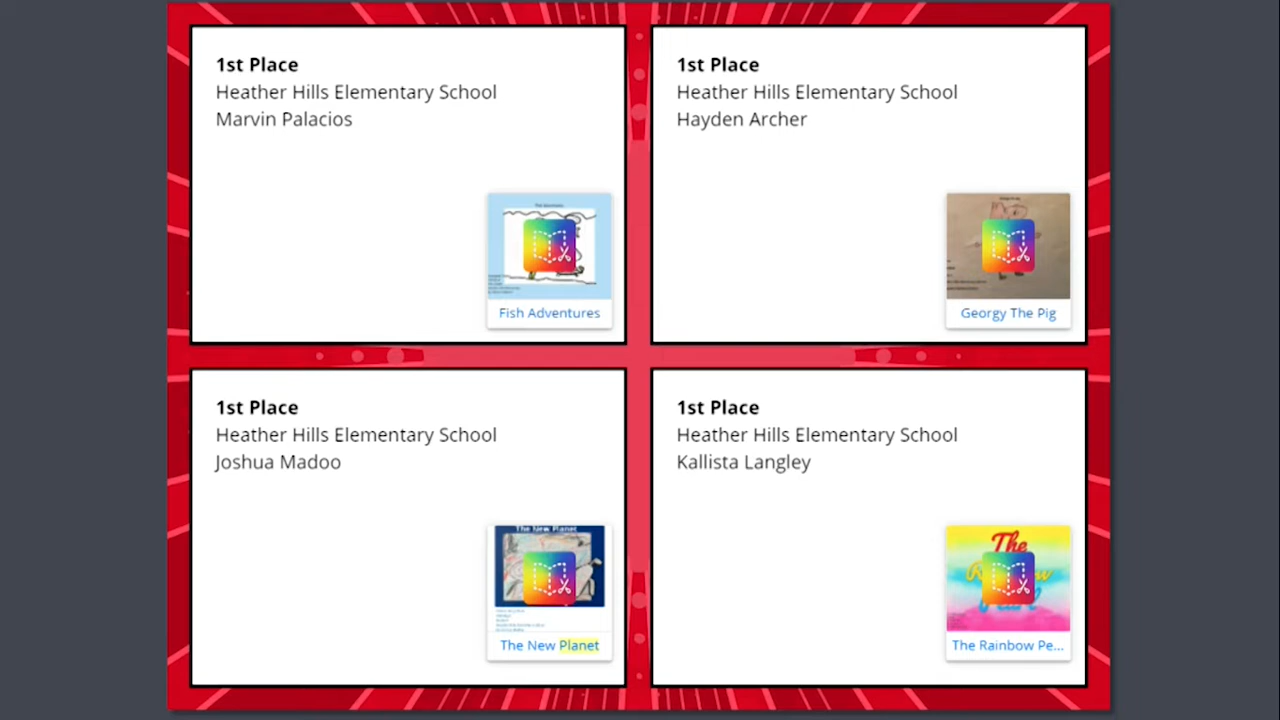 1st Place
Heather Hills Elementary School
Marvin Palacios
Fish Adventures
1st Place
Heather Hills Elementary School
Hayden Archer
Georgy The Pig
1st Place
Heather Hills Elementary School
Joshua Madoo
The New Planet
The New Planet
1st Place
Heather Hills Elementary School
Kallista Langley
The
The Rainbow Pe...